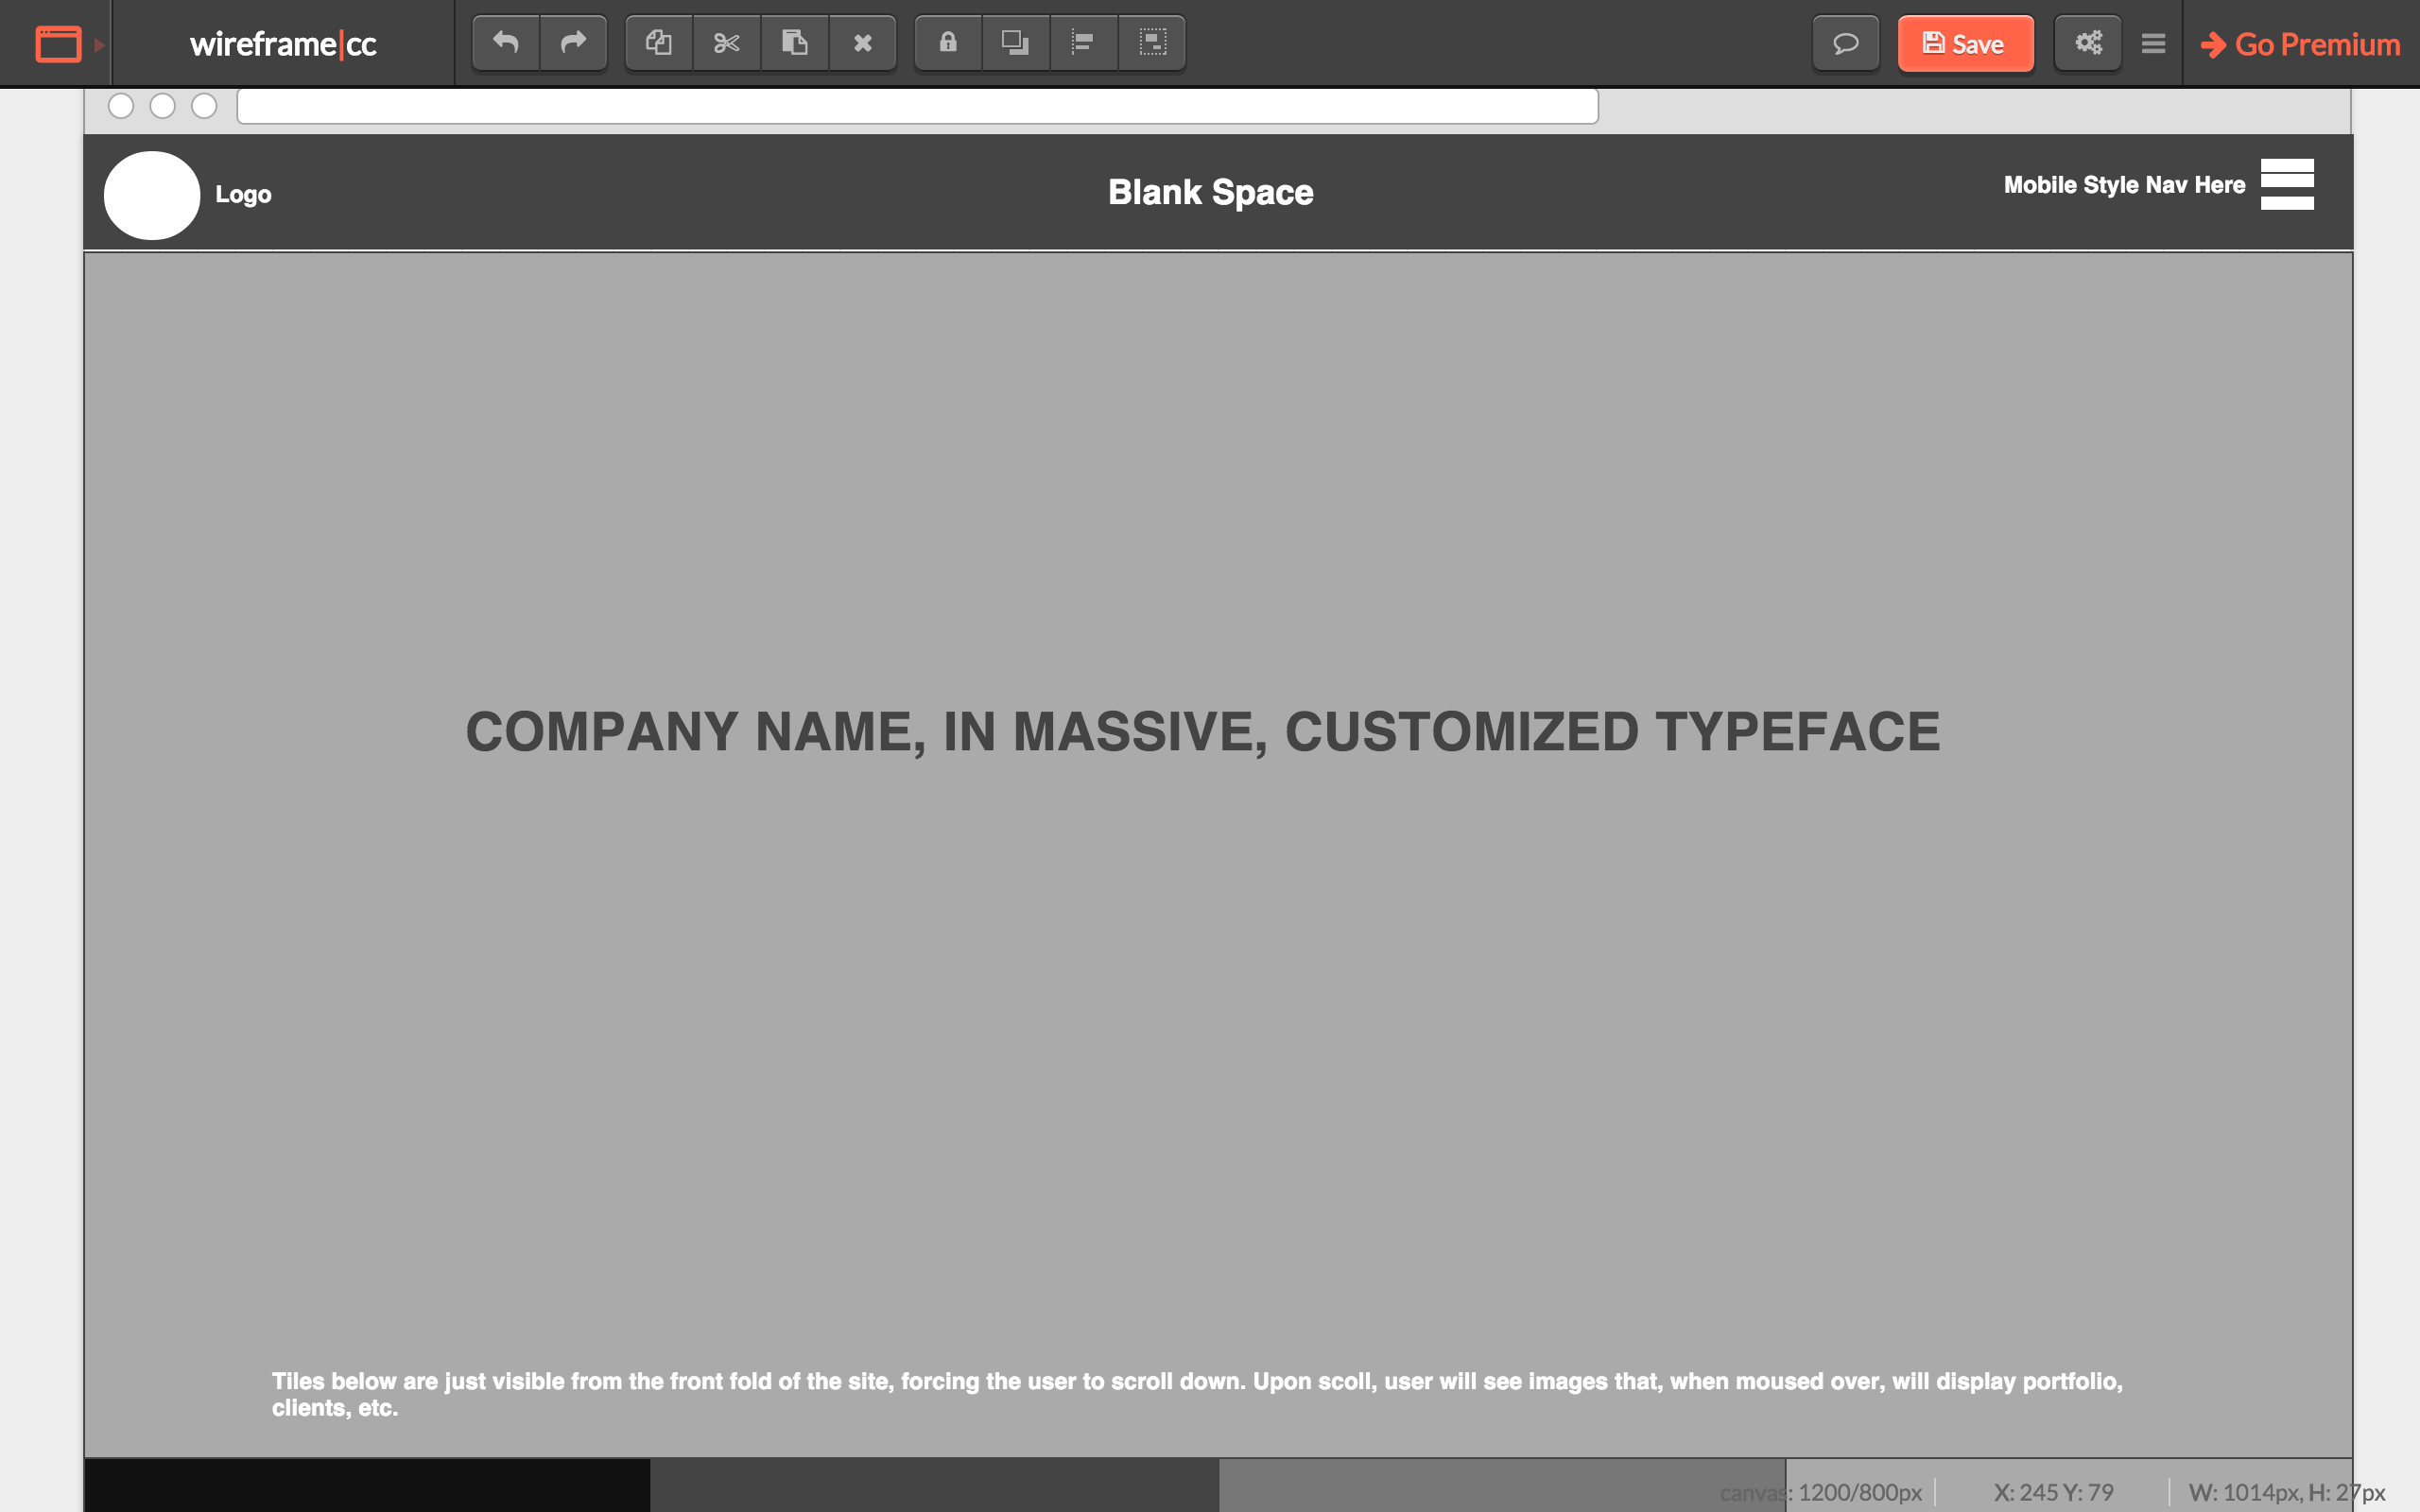 wireframe|cc
Save
Go Premium
Logo
Blank Space
Mobile Style Nav Here
COMPANY NAME, IN MASSIVE, CUSTOMIZED TYPEFACE
Tiles below are just visible from the front fold of the site, forcing the user to scroll down. Upon scoll, user will see images that, when moused over, will display portfolio,
clients, etc.
canvas: 1200/800px
X: 245 Y: 79
W: 1014px, H: 27px